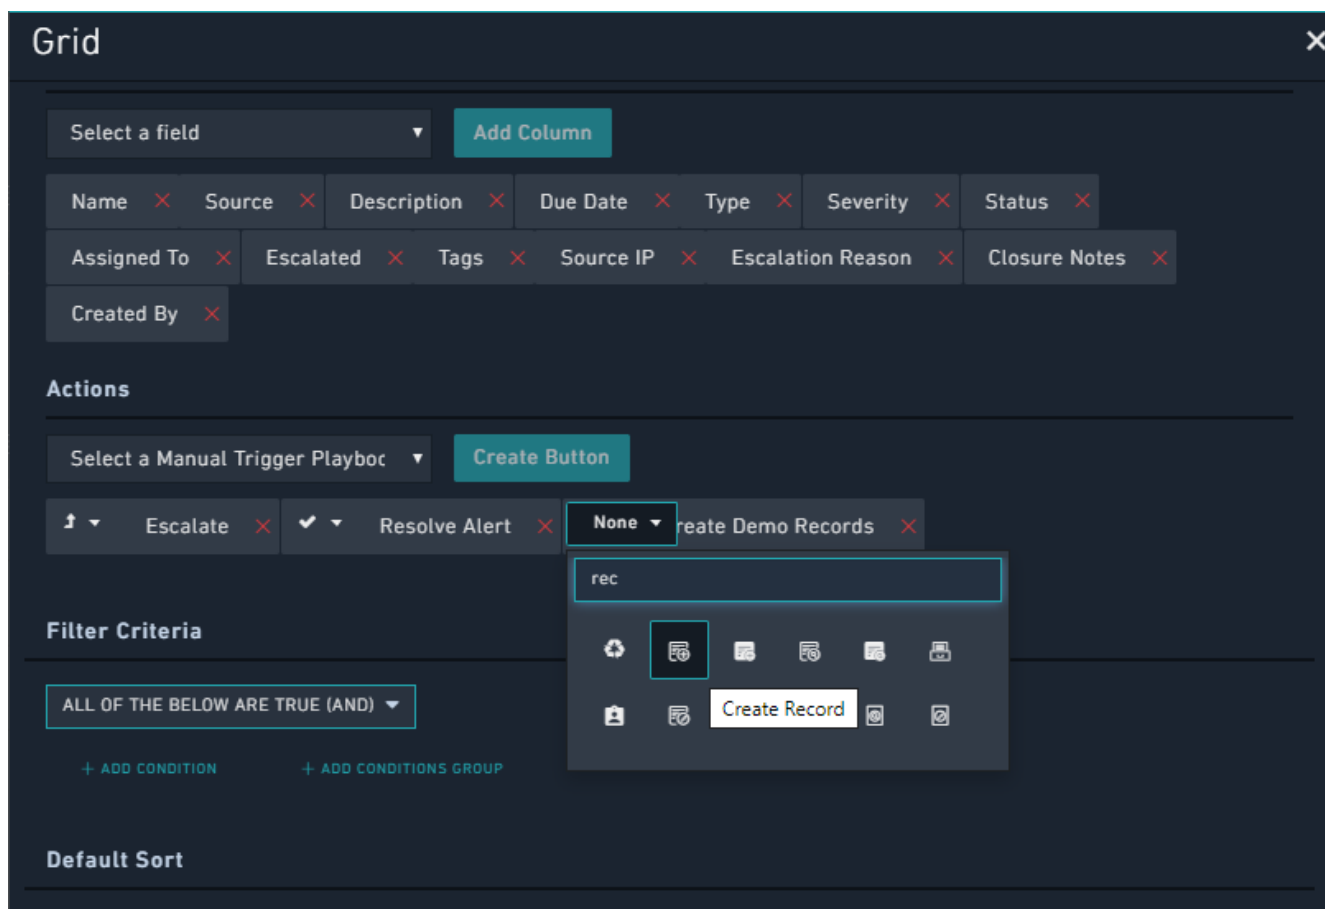 Grid
Select a field
Add Column
Name Source Description Due Date Type Severity Status
Assigned To Escalated Tags Source IP Escalation Reason Closure Notes
Created By
Actions
Select a Manual Trigger Playboo
Create Button
Escalate Resolve Alert None reate Demo Records
rec
Filter Criteria
ALL OF THE BELOW ARE TRUE (AND)
Create Record
+ ADD CONDITION + ADD CONDITIONS GROUP
Default Sort